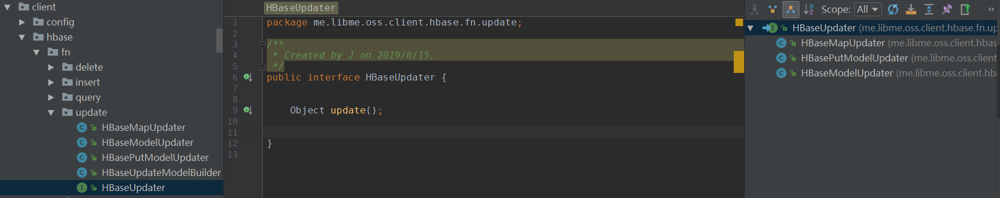 client
config
hbase
fn
delete
insert
query
update
HBaseMapUpdater
HBaseModelUpdater
HBasePutModelUpdater
HBaseUpdateModelBuilder
HBaseUpdater
HBaseUpdater
1 package me.libme.oss.client.hbase.fn.update;
2
3 /**
4 * Created by J on 2019/8/15.
5 */
6 public interface HBaseUpdater {
7
8
9 Object update();
10
11
12 }
13
Scope: All
HBaseUpdater (me.libme.oss.client.hbase.fn.up
HBaseMapUpdater (me.libme.oss.client.hbas
HBasePutModelUpdater (me.libme.oss.client
HBaseModelUpdater (me.libme.oss.client.hb